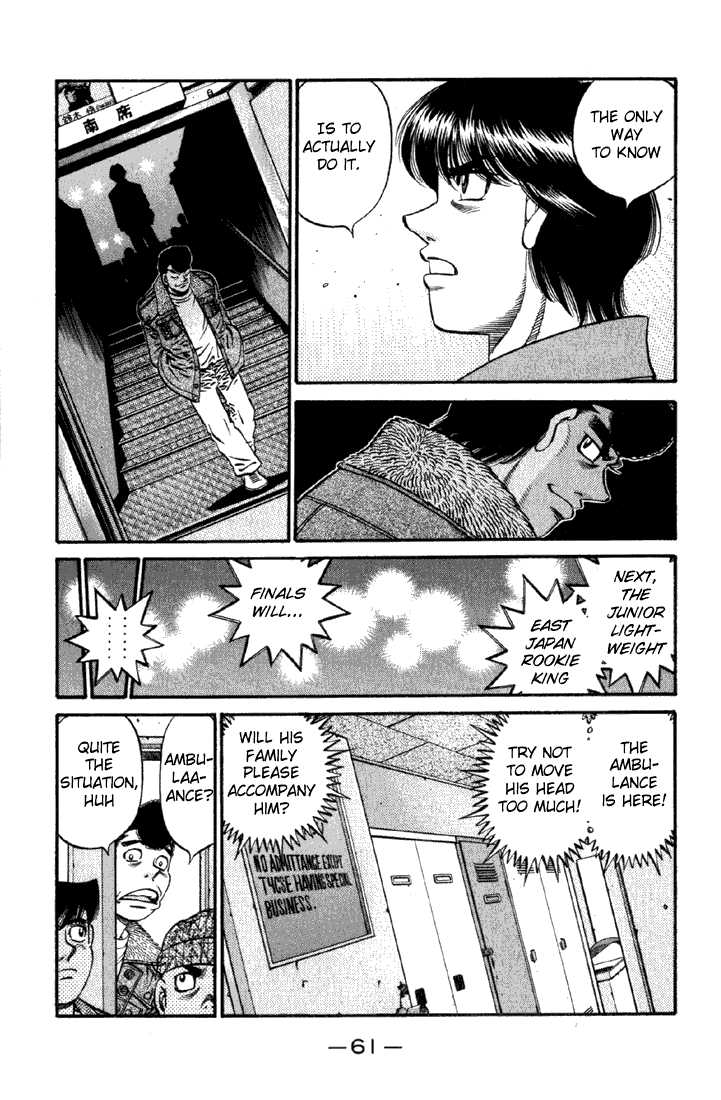 THE ONLY
WAY
TO KNOW
IS TO
ACTUALLY
DO IT.
南席
NEXT,
THE
JUNIOR
LIGHT-
WEIGHT
EAST
JAPAN
ROOKIE
KING
FINALS
WILL...
THE
AMBU-
LANCE
IS HERE!
TRY NOT
TO MOVE
HIS HEAD
TOO MUCH!
WILL HIS
FAMILY
PLEASE
ACCOMPANY
HIM?
NO ADMITTANCE EXCEPT
TYCSE HAVING SPECIAL
BUSINESS.
AMBU-
LAA-
ANCE?
QUITE
THE
SITUATION,
HUH
—61—